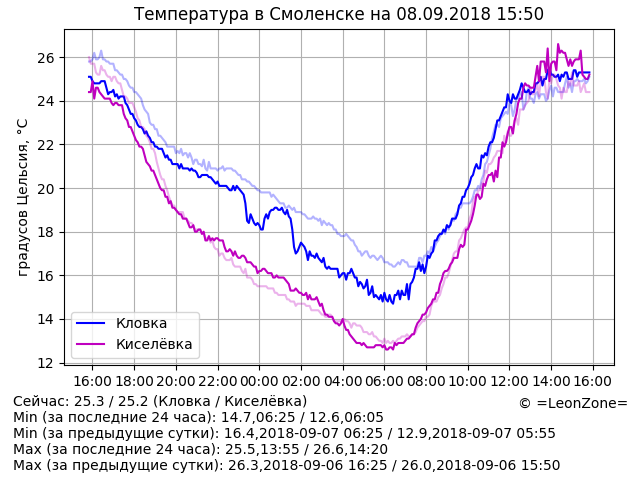 Температура в Смоленске на 08.09.2018 15:50
градусов Цельсия, °C
26
24
22
20
18
16
14
12
Кловка
Киселёвка
16:00 18:00 20:00 22:00 00:00 02:00 04:00 06:00 08:00 10:00 12:00 14:00 16:00
Сейчас: 25.3 / 25.2 (Кловка / Киселёвка)
© =LeonZone=
Min (за последние 24 часа): 14.7,06:25 / 12.6,06:05
Min (за предыдущие сутки): 16.4,2018-09-07 06:25 / 12.9,2018-09-07 05:55
Max (за последние 24 часа): 25.5,13:55 / 26.6,14:20
Max (за предыдущие сутки): 26.3,2018-09-06 16:25 / 26.0,2018-09-06 15:50